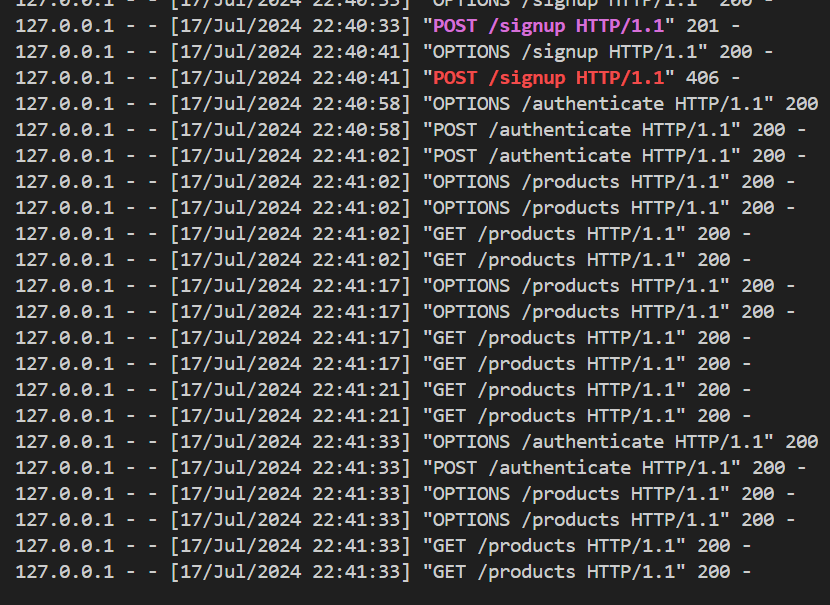 127.0.0.1 - - [17/Jul/2024 22:40:33] "OPTIONS /signup HTTP/1.1" 200 -
127.0.0.1 - - [17/Jul/2024 22:40:33] "POST /signup HTTP/1.1" 201 -
127.0.0.1 - - [17/Jul/2024 22:40:41] "OPTIONS /signup HTTP/1.1" 200 -
127.0.0.1 - - [17/Jul/2024 22:40:41] "POST /signup HTTP/1.1" 406 -
127.0.0.1 - - [17/Jul/2024 22:40:58] "OPTIONS /authenticate HTTP/1.1" 200
127.0.0.1 - - [17/Jul/2024 22:40:58] "POST /authenticate HTTP/1.1" 200 -
127.0.0.1 - - [17/Jul/2024 22:41:02] "POST /authenticate HTTP/1.1" 200 -
127.0.0.1 - - [17/Jul/2024 22:41:02] "OPTIONS /products HTTP/1.1" 200 -
127.0.0.1 - - [17/Jul/2024 22:41:02] "OPTIONS /products HTTP/1.1" 200 -
127.0.0.1 - - [17/Jul/2024 22:41:02] "GET /products HTTP/1.1" 200 -
127.0.0.1 - - [17/Jul/2024 22:41:02] "GET /products HTTP/1.1" 200 -
127.0.0.1 - - [17/Jul/2024 22:41:17] "OPTIONS /products HTTP/1.1" 200 -
127.0.0.1 - - [17/Jul/2024 22:41:17] "OPTIONS /products HTTP/1.1" 200 -
127.0.0.1 - - [17/Jul/2024 22:41:17] "GET /products HTTP/1.1" 200 -
127.0.0.1 - - [17/Jul/2024 22:41:17] "GET /products HTTP/1.1" 200 -
127.0.0.1 - - [17/Jul/2024 22:41:21] "GET /products HTTP/1.1" 200 -
127.0.0.1 - - [17/Jul/2024 22:41:21] "GET /products HTTP/1.1" 200 -
127.0.0.1 - - [17/Jul/2024 22:41:33] "OPTIONS /authenticate HTTP/1.1" 200
127.0.0.1 - - [17/Jul/2024 22:41:33] "POST /authenticate HTTP/1.1" 200 -
127.0.0.1 - - [17/Jul/2024 22:41:33] "OPTIONS /products HTTP/1.1" 200 -
127.0.0.1 - - [17/Jul/2024 22:41:33] "OPTIONS /products HTTP/1.1" 200 -
127.0.0.1 - - [17/Jul/2024 22:41:33] "GET /products HTTP/1.1" 200 -
127.0.0.1 - - [17/Jul/2024 22:41:33] "GET /products HTTP/1.1" 200 -